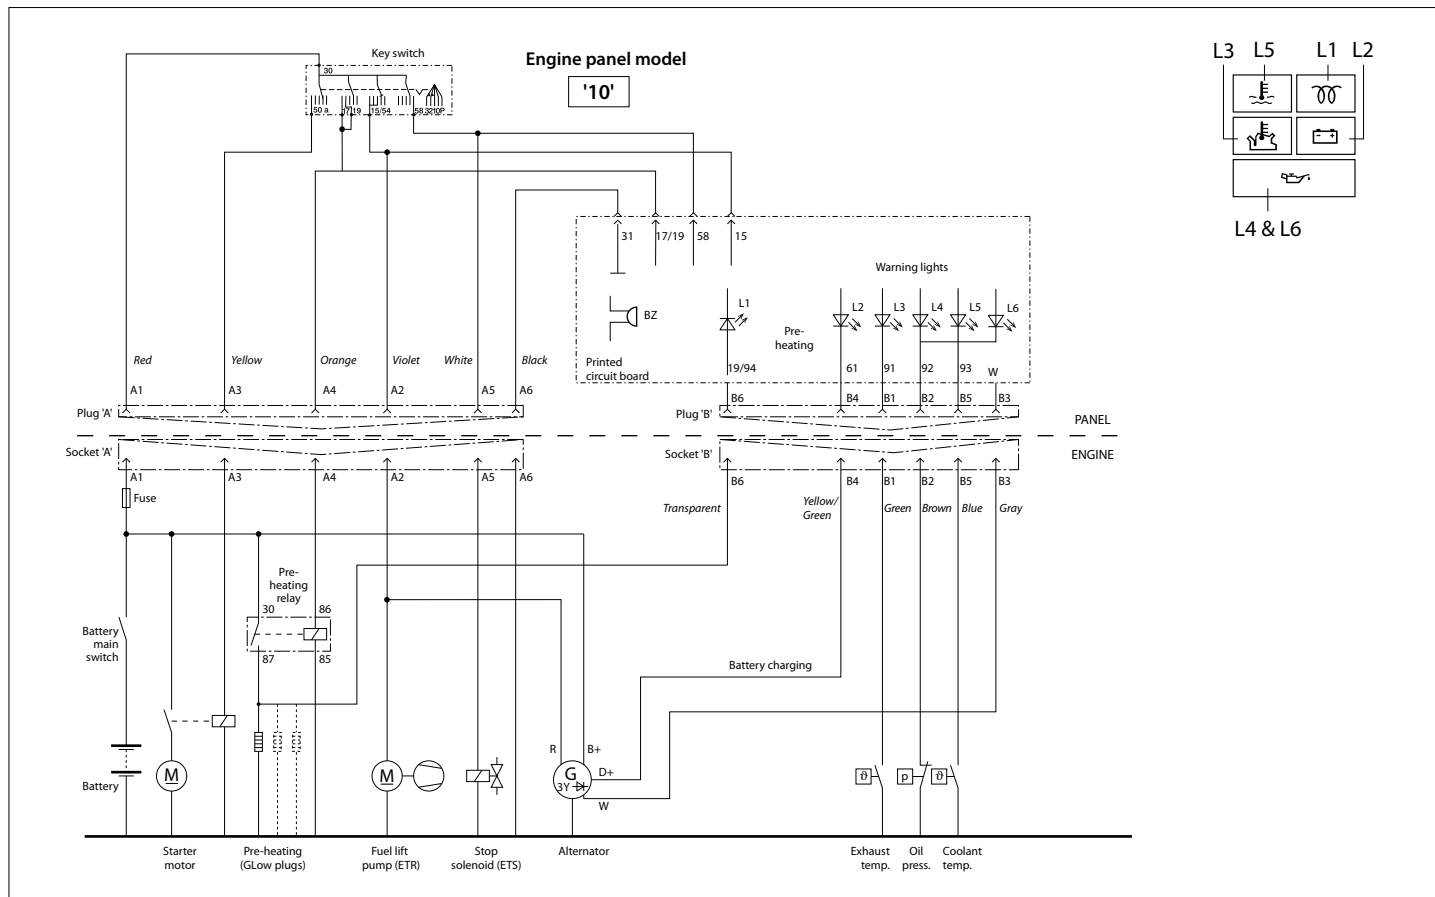 Key switch
Engine panel model
'10'
L3 L5 L1 L2
L4 & L6
30
50 a 17/19 15/54 58 3210P
31 17/19 58 15
Warning lights
BZ L1 L2 L3 L4 L5 L6
Pre-
heating
Printed
circuit board
19/94 61 91 92 93 W
Red Yellow Orange Violet White Black
A1 A3 A4 A2 A5 A6
B6 B4 B1 B2 B5 B3
Plug 'A'
Plug 'B'
PANEL
Socket 'A'
Socket 'B'
ENGINE
A1 A3 A4 A2 A5 A6
B6 B4 B1 B2 B5 B3
Fuse
Transparent
Yellow/
Green
Green Brown Blue Gray
Pre-
heating
relay
30 86
87 85
Battery
main
switch
Battery charging
R B+
D+
W
G
3Y
M
M
ϑ p ϑ
Battery
Starter
motor
Pre-heating
(GLow plugs)
Fuel lift
pump (ETR)
Stop
solenoid (ETS)
Alternator
Exhaust
temp.
Oil
press.
Coolant
temp.